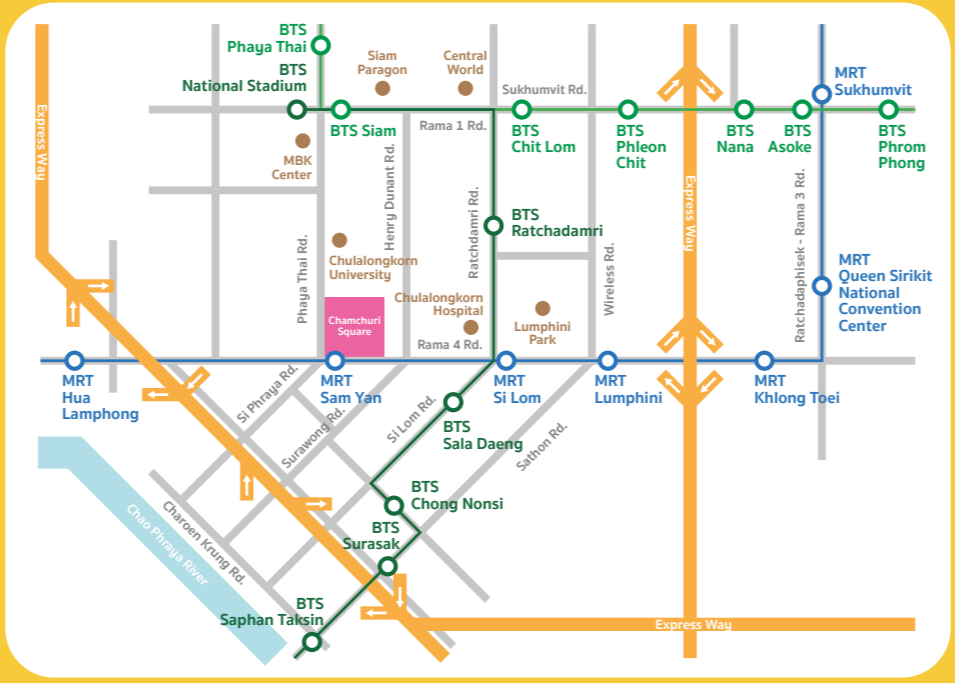 BTS
Phaya Thai
BTS
National Stadium
Siam
Paragon
Central
World
Sukhumvit Rd.
MRT
Sukhumvit
Express Way
BTS Siam
Rama 1 Rd.
BTS
Chit Lom
BTS
Phleon
Chit
BTS
Nana
BTS
Asoke
BTS
Phrom
Phong
MBK
Center
Henry Dunant Rd.
Ratchdamri Rd.
BTS
Ratchadamri
Express Way
Ratchadaphisek - Rama 3 Rd.
Phaya Thai Rd.
Chulalongkorn
University
Wireless Rd.
MRT
Queen Sirikit
National
Convention
Center
Chamchuri
Square
Chulalongkorn
Hospital
Lumphini
Park
Rama 4 Rd.
MRT
Hua
Lamphong
MRT
Sam Yan
MRT
Si Lom
MRT
Lumphini
MRT
Khlong Toei
Si Phraya Rd.
Surawong Rd.
Si Lom Rd.
BTS
Sala Daeng
Sathon Rd.
BTS
Chong Nonsi
BTS
Surasak
Charoen Krung Rd.
Chao Phraya River
BTS
Saphan Taksin
Express Way